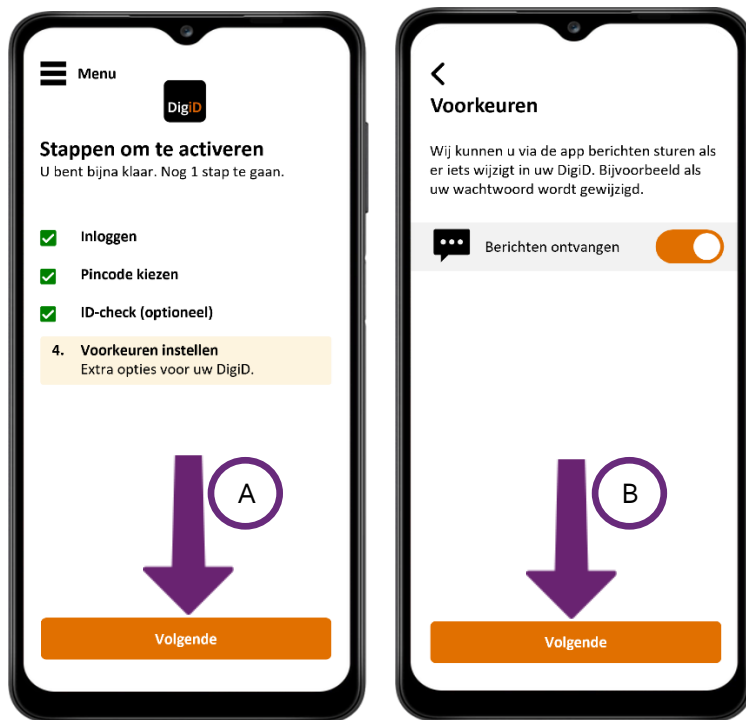 Menu
DigiD
Stappen om te activeren
U bent bijna klaar. Nog 1 stap te gaan.
Inloggen
Pincode kiezen
ID-check (optioneel)
4. Voorkeuren instellen
Extra opties voor uw DigiD.
A
Volgende
Voorkeuren
Wij kunnen u via de app berichten sturen als
er iets wijzigt in uw DigiD. Bijvoorbeeld als
uw wachtwoord wordt gewijzigd.
Berichten ontvangen
B
Volgende